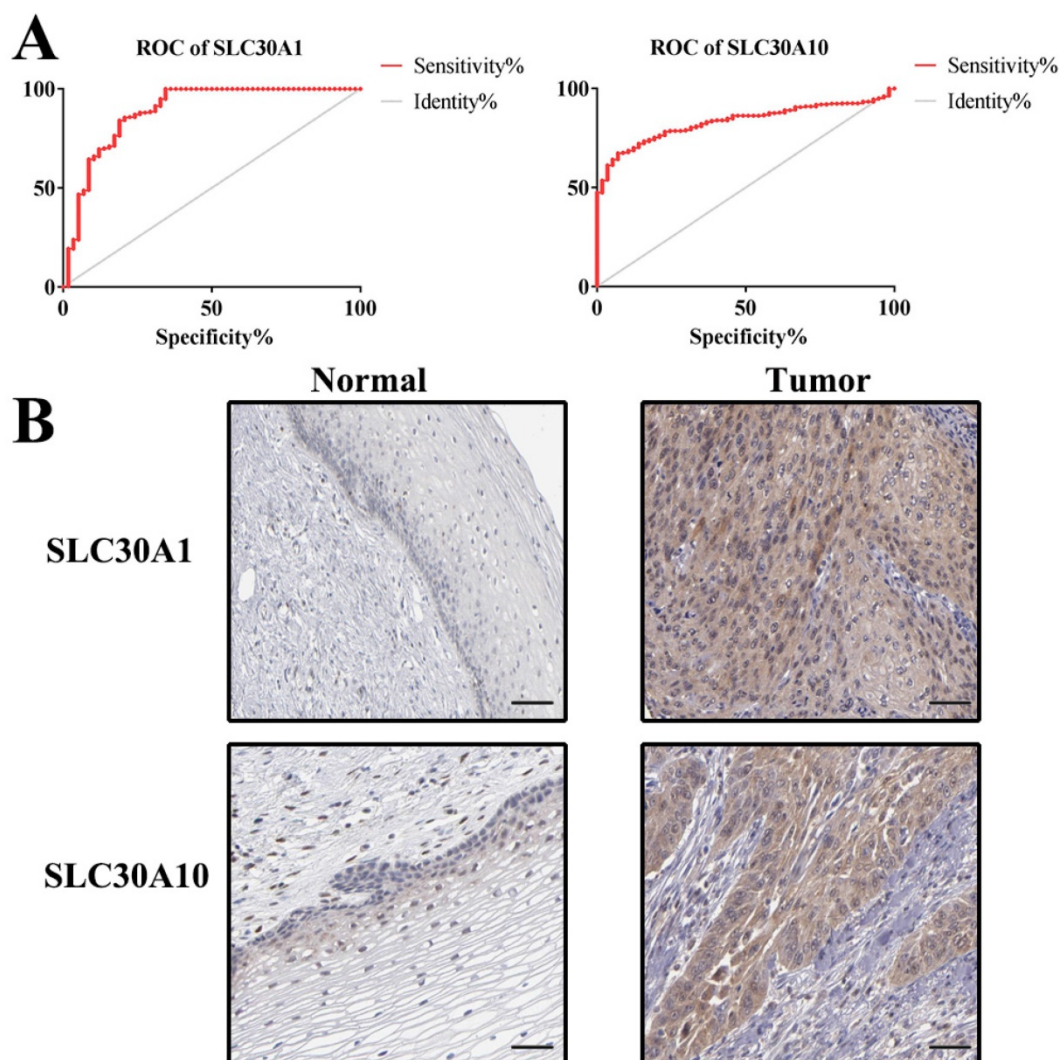 A
ROC of SLC30A1
Sensitivity%
Identity%
100
50
0
0
50
100
Specificity%
ROC of SLC30A10
Sensitivity%
Identity%
100
50
0
0
50
100
Specificity%
B
Normal
Tumor
SLC30A1
SLC30A10